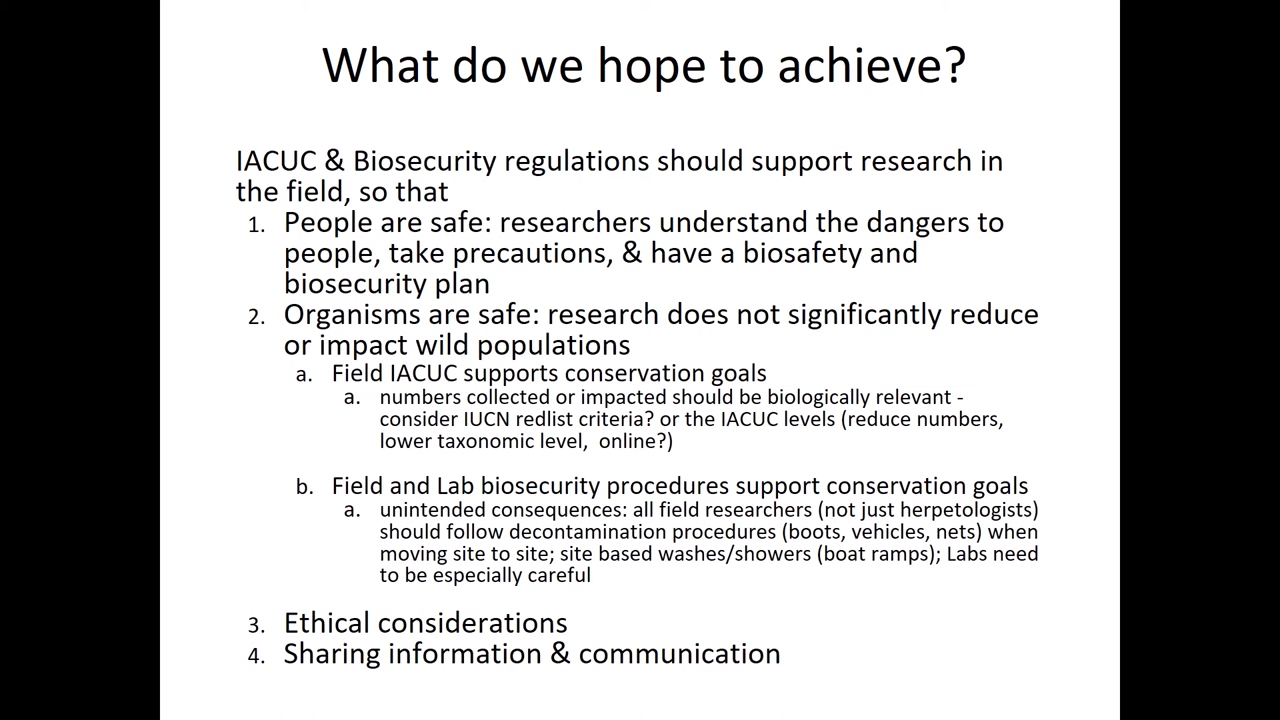 What do we hope to achieve?
IACUC & Biosecurity regulations should support research in
the field, so that
1. People are safe: researchers understand the dangers to
people, take precautions, & have a biosafety and
biosecurity plan
2. Organisms are safe: research does not significantly reduce
or impact wild populations
a. Field IACUC supports conservation goals
a. numbers collected or impacted should be biologically relevant -
consider IUCN redlist criteria? or the IACUC levels (reduce numbers,
lower taxonomic level, online?)
b. Field and Lab biosecurity procedures support conservation goals
a. unintended consequences: all field researchers (not just herpetologists)
should follow decontamination procedures (boots, vehicles, nets) when
moving site to site; site based washes/showers (boat ramps); Labs need
to be especially careful
3. Ethical considerations
4. Sharing information & communication